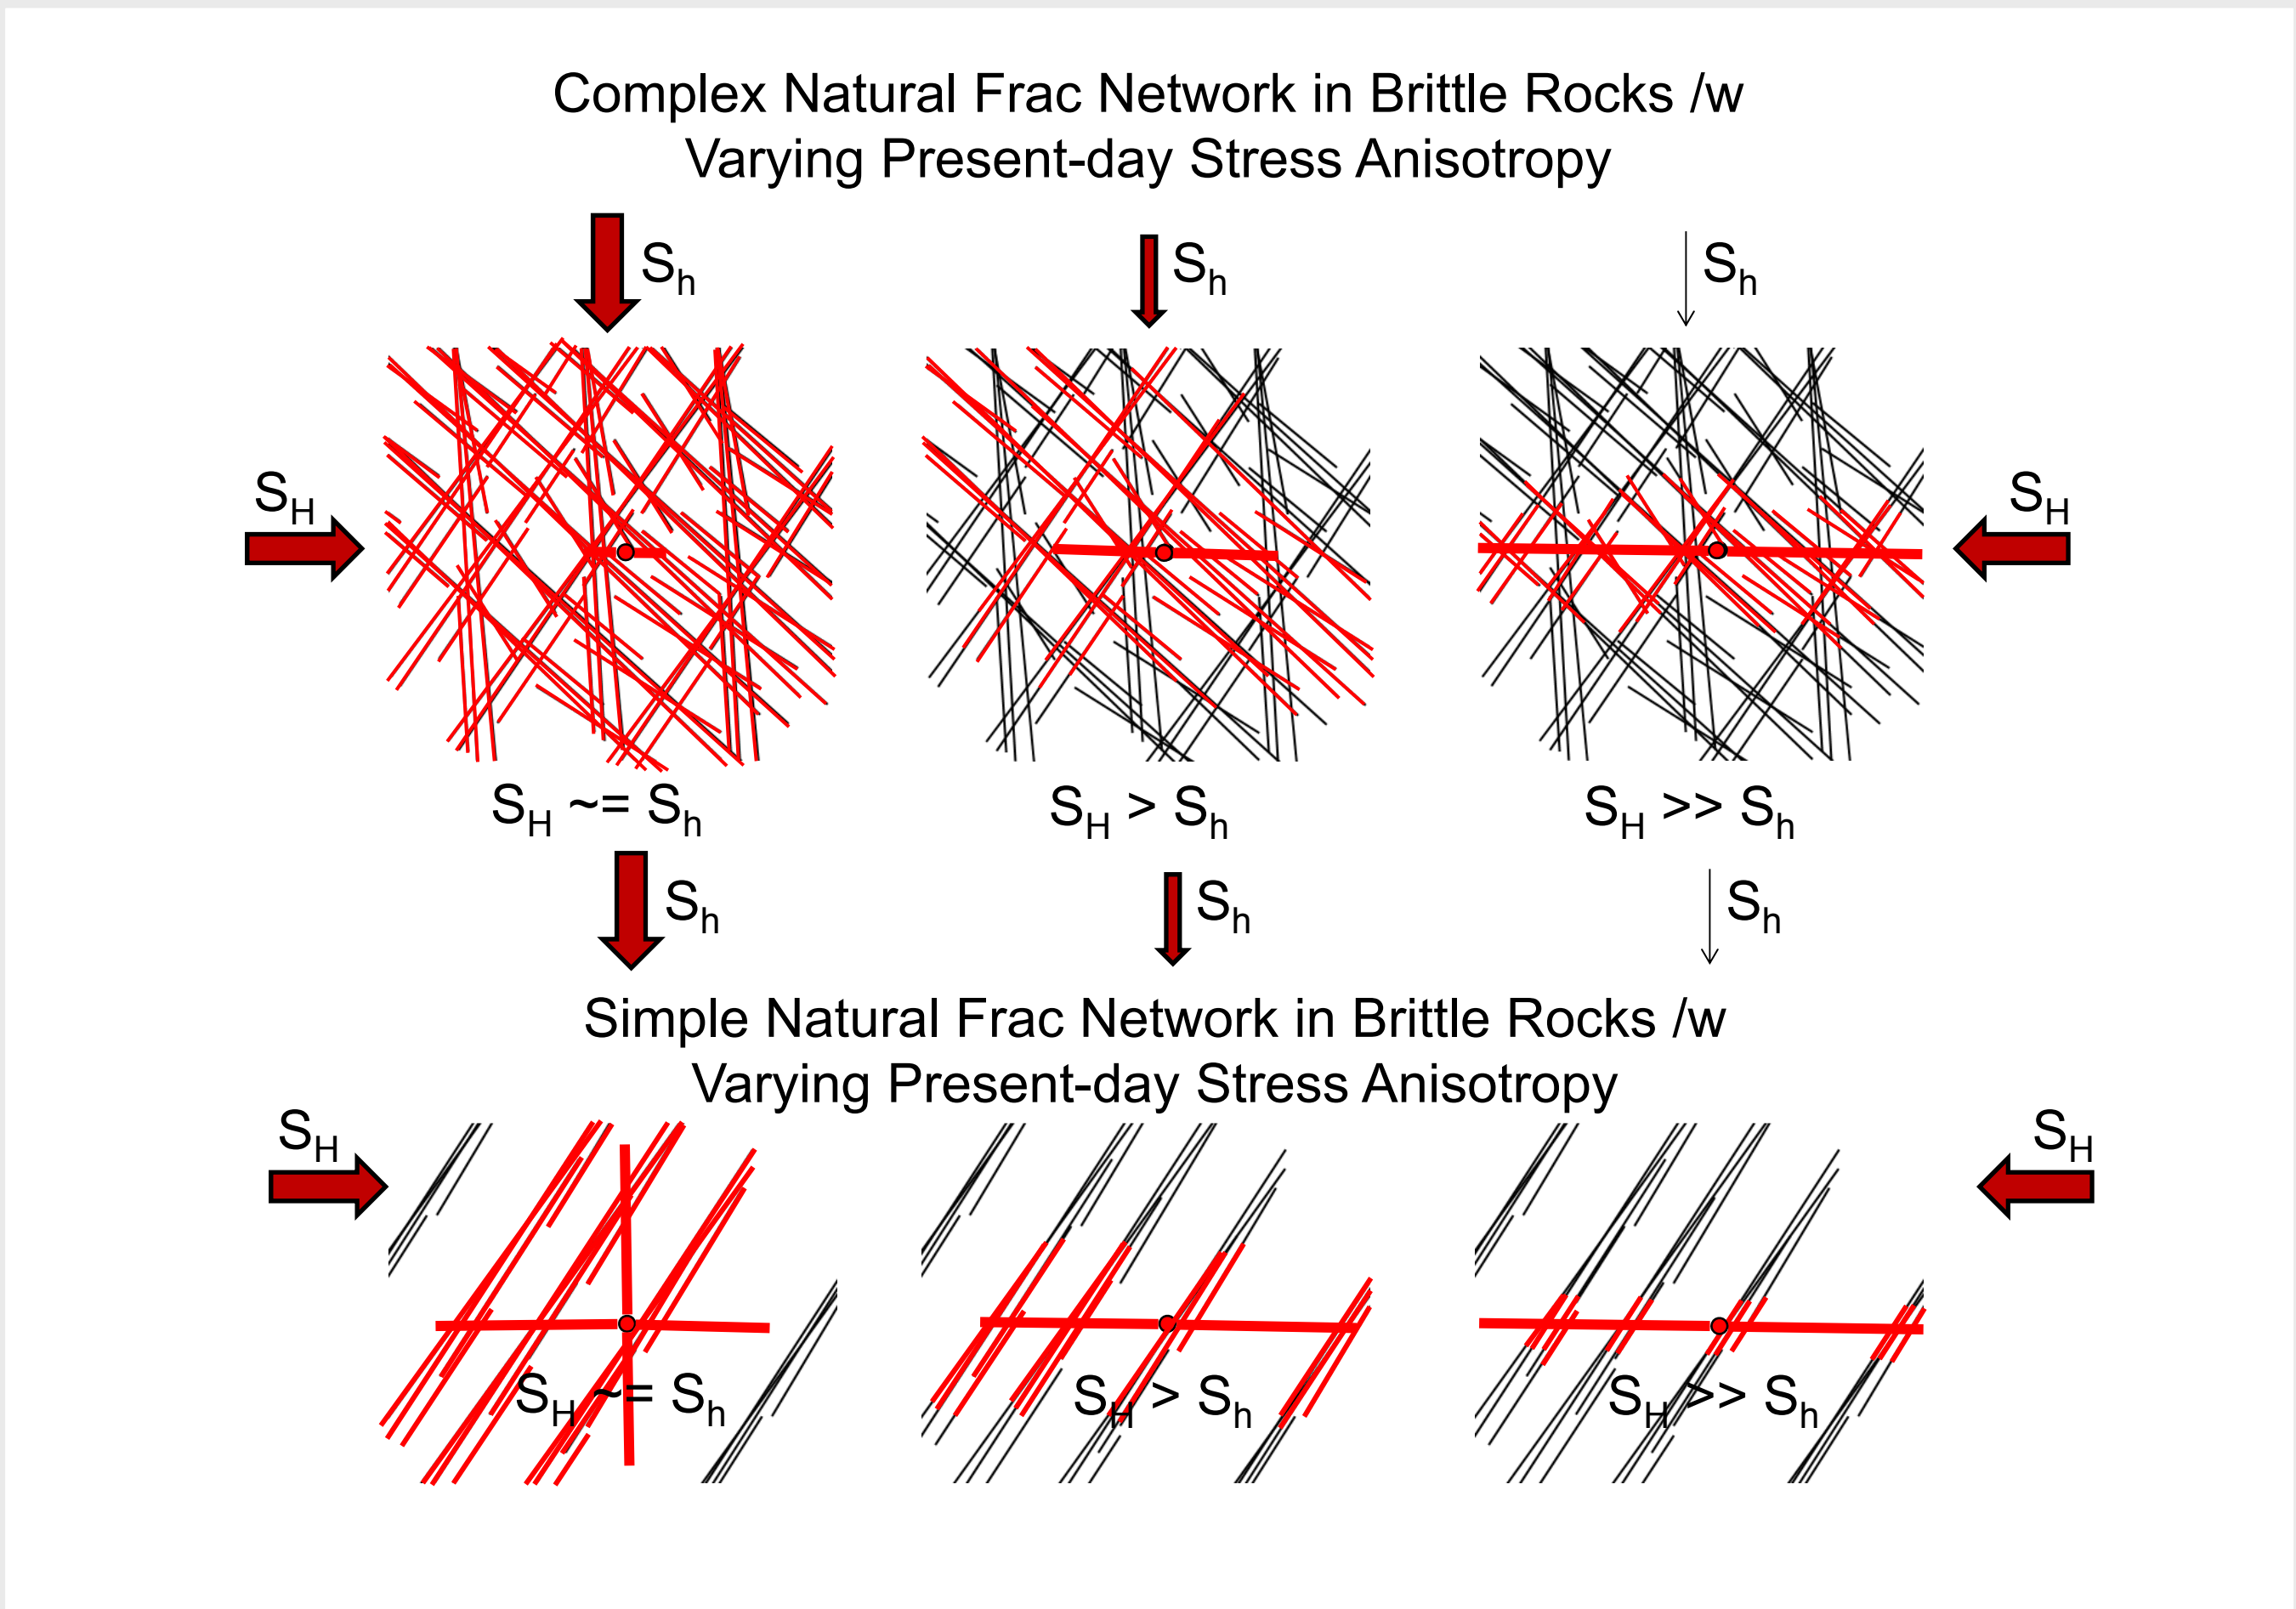 Complex Natural Frac Network in Brittle Rocks /w
Varying Present-day Stress Anisotropy
Sh
Sh
Sh
SH
SH
SH ~= Sh
SH > Sh
SH >> Sh
Sh
Sh
Sh
Simple Natural Frac Network in Brittle Rocks /w
Varying Present-day Stress Anisotropy
SH
SH
SH ~= Sh
SH > Sh
SH >> Sh